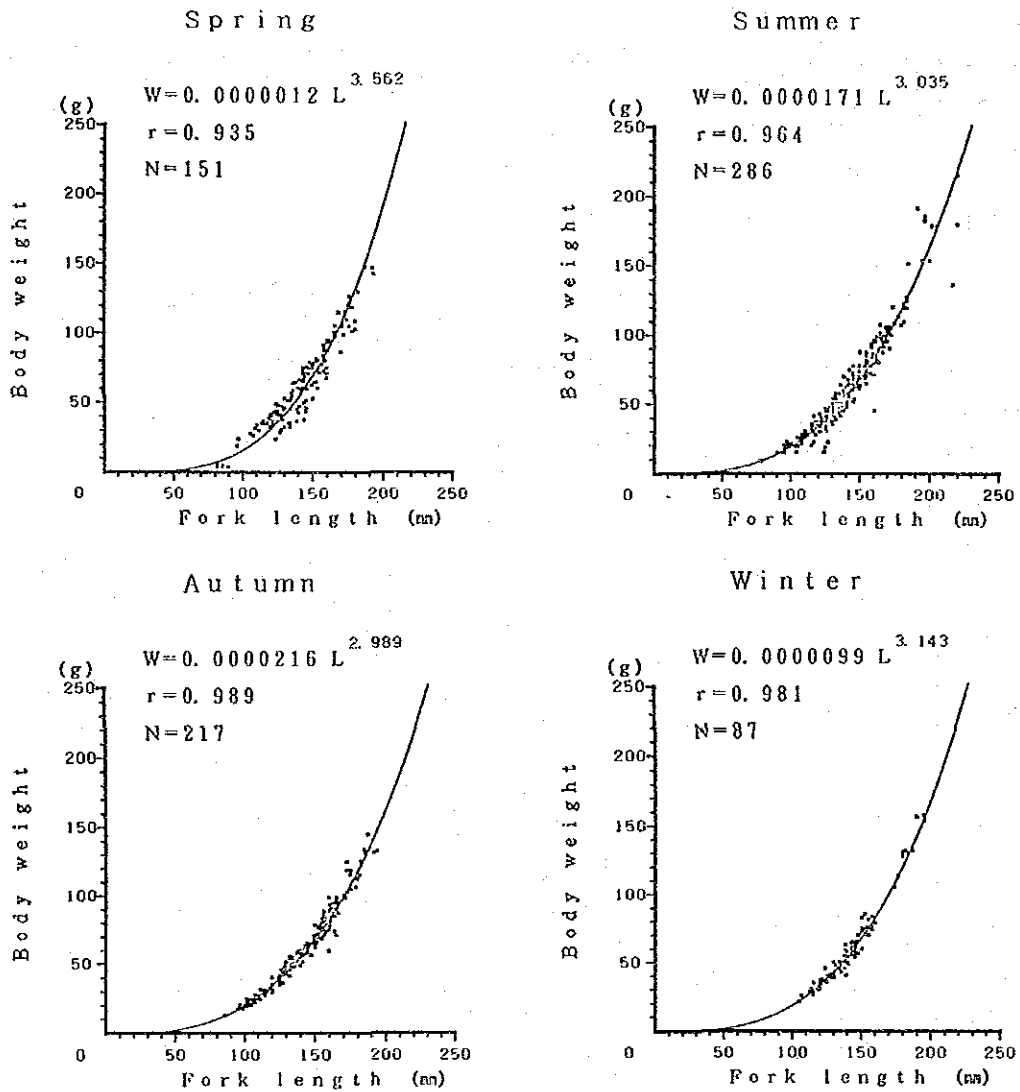 Spring
W=0.0000012 L^3.562
(g)
r=0.935
N=151
250
200
150
100
50
0
50 100 150 200 250
Body weight
Fork length (mm)
Summer
W=0.0000171 L^3.035
(g)
r=0.964
N=286
250
200
150
100
50
0
50 100 150 200 250
Body weight
Fork length (mm)
Autumn
W=0.0000216 L^2.989
(g)
r=0.989
N=217
250
200
150
100
50
0
50 100 150 200 250
Body weight
Fork length (mm)
Winter
W=0.0000099 L^3.143
(g)
r=0.981
N=87
250
200
150
100
50
0
50 100 150 200 250
Body weight
Fork length (mm)